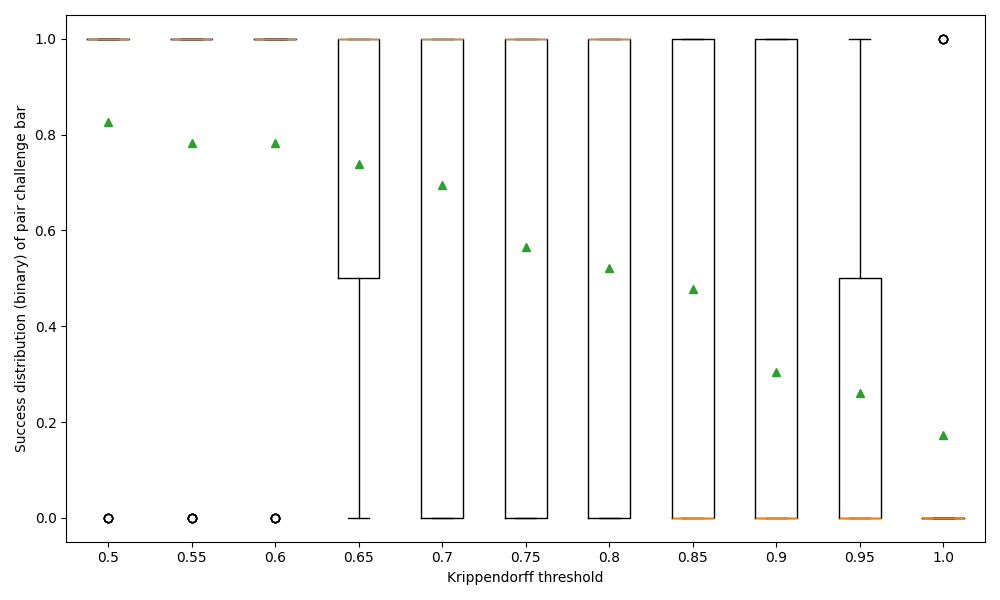 Success distribution (binary) of pair challenge bar
1.0
0.8
0.6
0.4
0.2
0.0
0.5 0.55 0.6 0.65 0.7 0.75 0.8 0.85 0.9 0.95 1.0
Krippendorff threshold